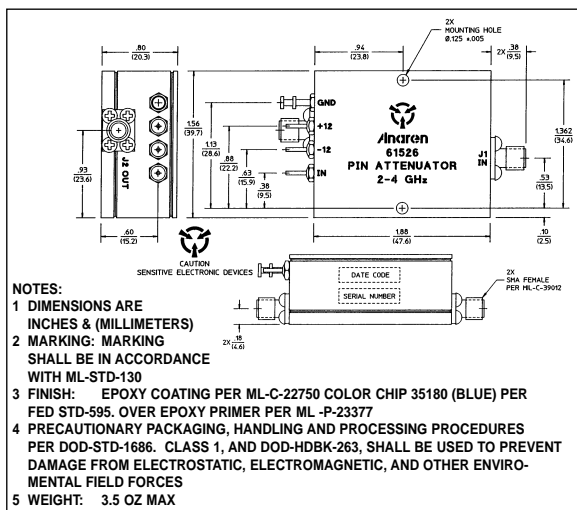 2X
MOUNTING HOLE
Ø.125 ±.005
.80
(20.3)
.94
(23.8)
2X .38
(9.5)
GND
+12
-12
IN
Anaren
61526
PIN ATTENUATOR
2-4 GHz
J1
IN
J2 OUT
1.56
(39.7)
1.13
(28.6)
.88
(22.2)
.63
(15.9)
.38
(9.5)
1.362
(34.6)
.53
(13.5)
.93
(23.6)
.60
(15.2)
1.88
(47.6)
.10
(2.5)
CAUTION
SENSITIVE ELECTRONIC DEVICES
DATE CODE
SERIAL NUMBER
2X
SMA FEMALE
PER MIL-C-39012
2X .18
(4.6)
NOTES:
1 DIMENSIONS ARE
INCHES & (MILLIMETERS)
2 MARKING: MARKING
SHALL BE IN ACCORDANCE
WITH ML-STD-130
3 FINISH: EPOXY COATING PER ML-C-22750 COLOR CHIP 35180 (BLUE) PER
FED STD-595. OVER EPOXY PRIMER PER ML -P-23377
4 PRECAUTIONARY PACKAGING, HANDLING AND PROCESSING PROCEDURES
PER DOD-STD-1686. CLASS 1, AND DOD-HDBK-263, SHALL BE USED TO PREVENT
DAMAGE FROM ELECTROSTATIC, ELECTROMAGNETIC, AND OTHER ENVIRO-
MENTAL FIELD FORCES
5 WEIGHT: 3.5 OZ MAX